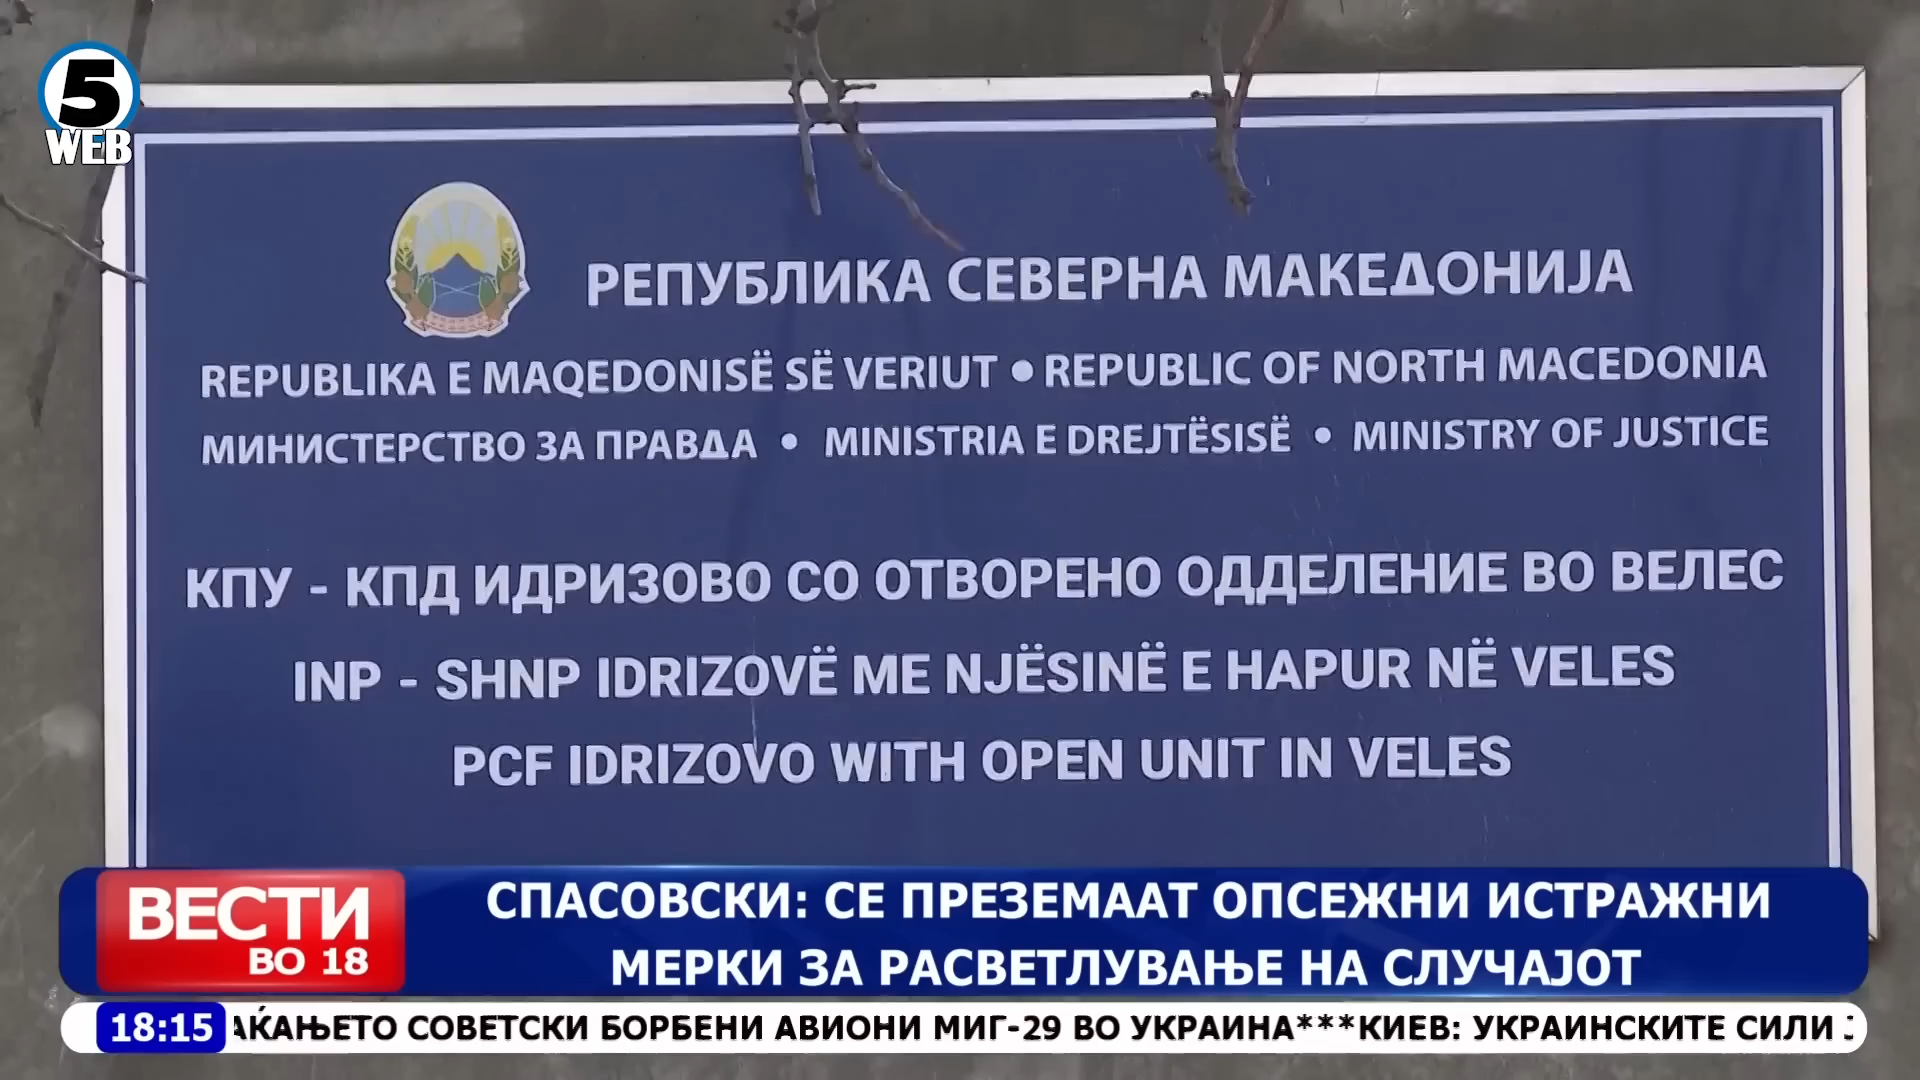 5
WEB
РЕПУБЛИКА СЕВЕРНА МАКЕДОНИЈА
REPUBLIKA E MAQEDONISË SË VERIUT • REPUBLIC OF NORTH MACEDONIA
МИНИСТЕРСТВО ЗА ПРАВДА • MINISTRIA E DREJTËSISË • MINISTRY OF JUSTICE
КПУ - КПД ИДРИЗОВО СО ОТВОРЕНО ОДДЕЛЕНИЕ ВО ВЕЛЕС
INP - SHNP IDRIZOVË ME NJËSINË E HAPUR NË VELES
PCF IDRIZOVO WITH OPEN UNIT IN VELES
ВЕСТИ
ВО 18
СПАСОВСКИ: СЕ ПРЕЗЕМААТ ОПСЕЖНИ ИСТРАЖНИ
МЕРКИ ЗА РАСВЕТЛУВАЊЕ НА СЛУЧАЈОТ
18:15 АЌАЊЕТО СОВЕТСКИ БОРБЕНИ АВИОНИ МИГ-29 ВО УКРАИНА***КИЕВ: УКРАИНСКИТЕ СИЛИ